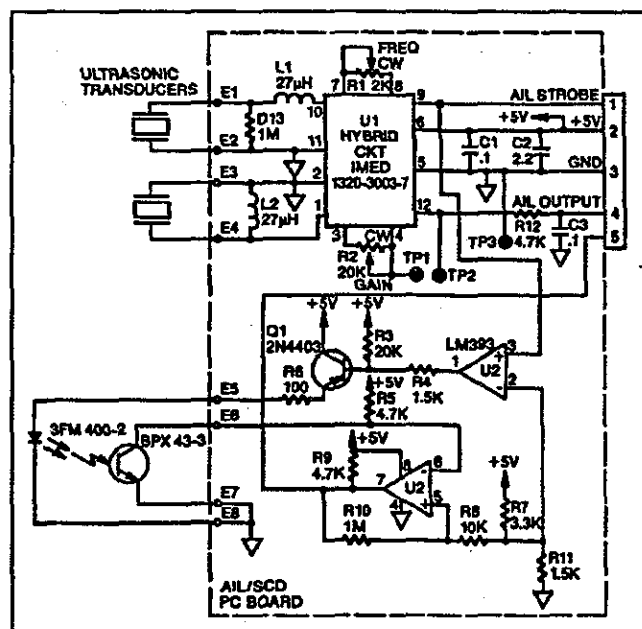 ULTRASONIC
TRANSDUCERS
E1
E2
E3
E4
L1
27µH
D13
1M
L2
27µH
FREQ
CW
R1 2K
7
8
10
11
2
1
3
4
9
6
5
12
U1
HYBRID
CKT
IMED
1320-3003-7
CW
R2
20K
GAIN
TP1
TP2
TP3
AIL STROBE
+5V
+5V
C1
.1
C2
2.2
GND
AIL OUTPUT
R12
4.7K
C3
.1
1
2
3
4
5
+5V
+5V
Q1
2N4403
R3
20K
R6
100
+5V
R5
4.7K
R4
1.5K
LM393
1
3
2
U2
E5
E6
3FM 400-2
BPX 43-3
E7
E8
R9
4.7K
+5V
7
8
6
5
4
U2
R10
1M
R8
10K
+5V
R7
3.3K
R11
1.5K
AIL/SCD
PC BOARD